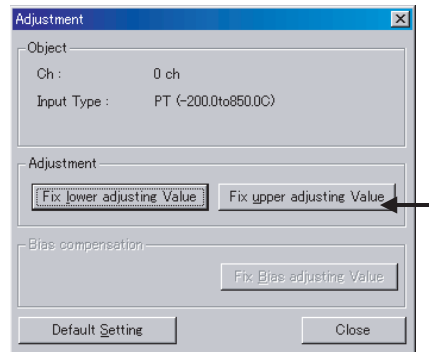 Adjustment
Object
Ch : 0 ch
Input Type : PT (-200.0to850.0C)
Adjustment
Fix lower adjusting Value Fix upper adjusting Value
Bias compensation
Fix Bias adjusting Value
Default Setting Close